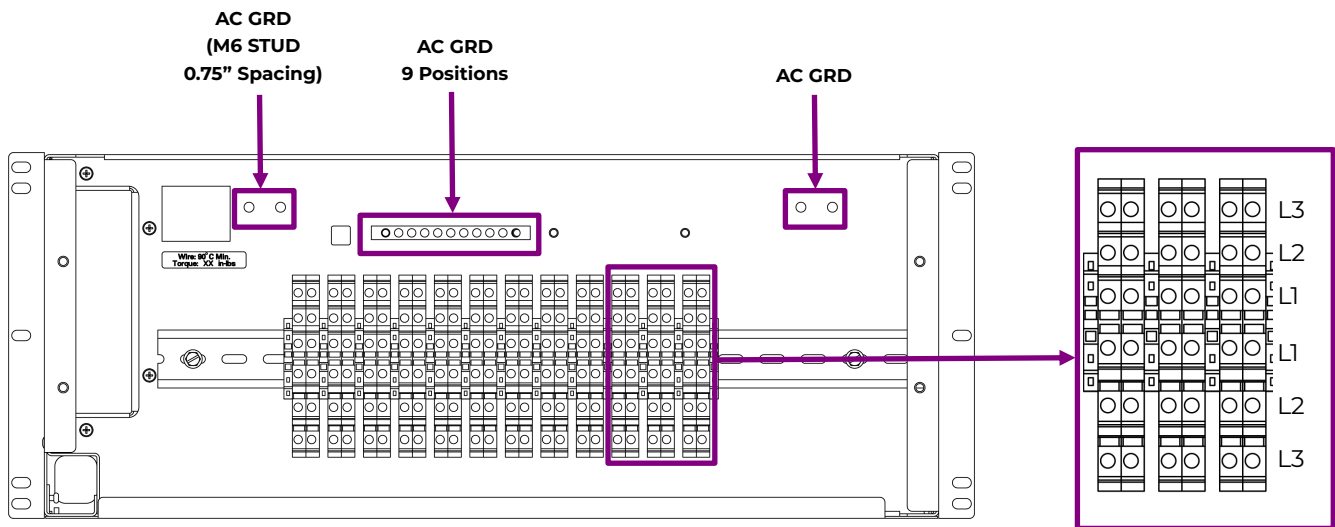 AC GRD
(M6 STUD
0.75” Spacing)
AC GRD
9 Positions
AC GRD
Wire: 90°C Min.
Torque: XX in-lbs
L3
L2
L1
L1
L2
L3